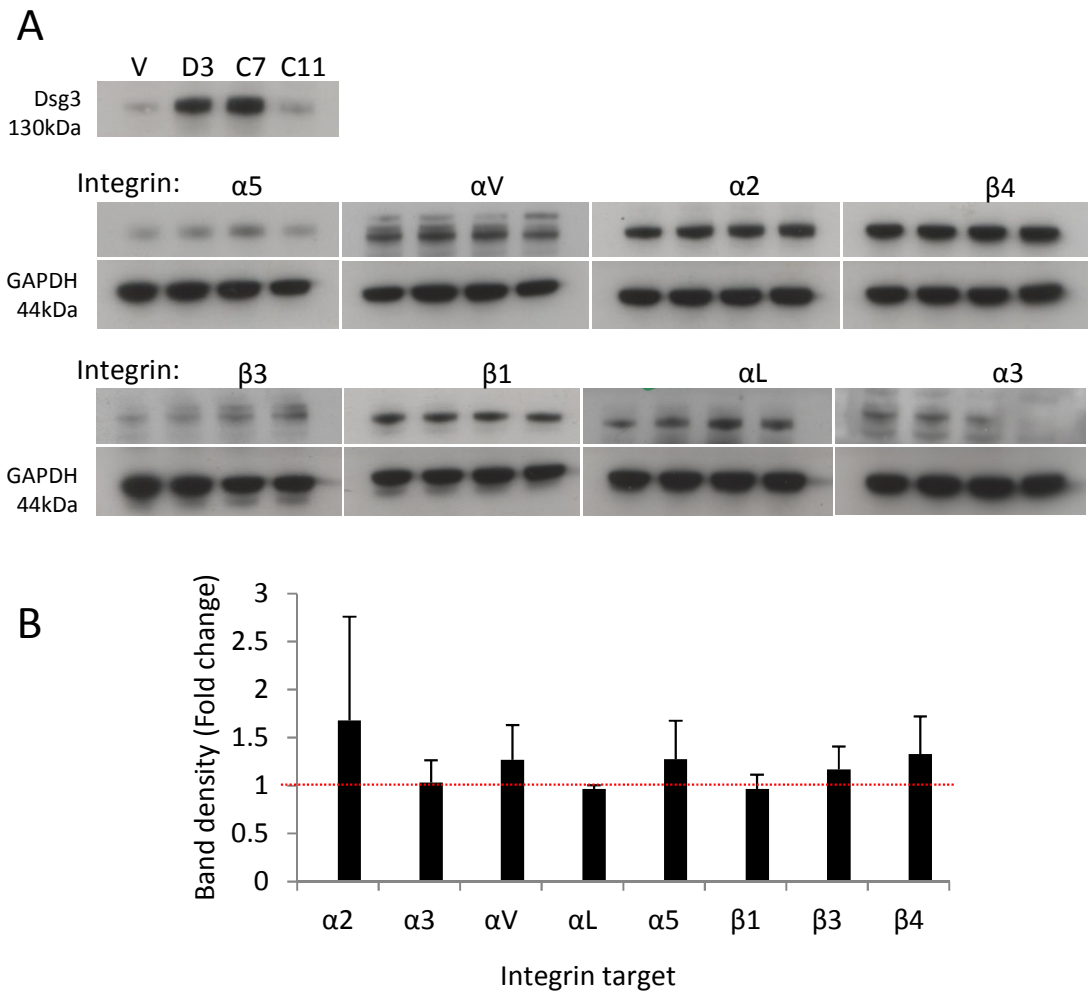 A
V D3 C7 C11
Dsg3
130kDa
Integrin: α5 αV α2 β4
GAPDH
44kDa
Integrin: β3 β1 αL α3
GAPDH
44kDa
B
Band density (Fold change)
3
2.5
2
1.5
1
0.5
0
α2 α3 αV αL α5 β1 β3 β4
Integrin target